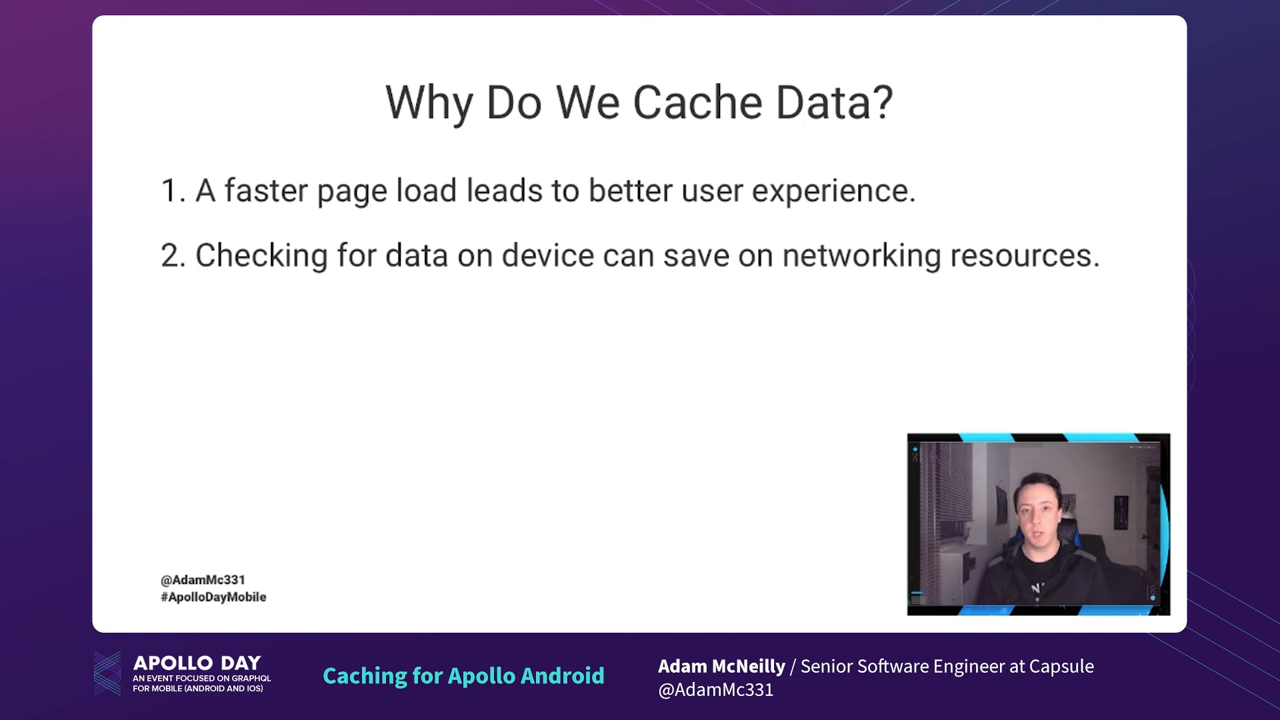 Why Do We Cache Data?
1. A faster page load leads to better user experience.
2. Checking for data on device can save on networking resources.
@AdamMc331
#ApolloDayMobile
APOLLO DAY
AN EVENT FOCUSED ON GRAPHQL
FOR MOBILE (ANDROID AND IOS)
Caching for Apollo Android
Adam McNeilly / Senior Software Engineer at Capsule
@AdamMc331